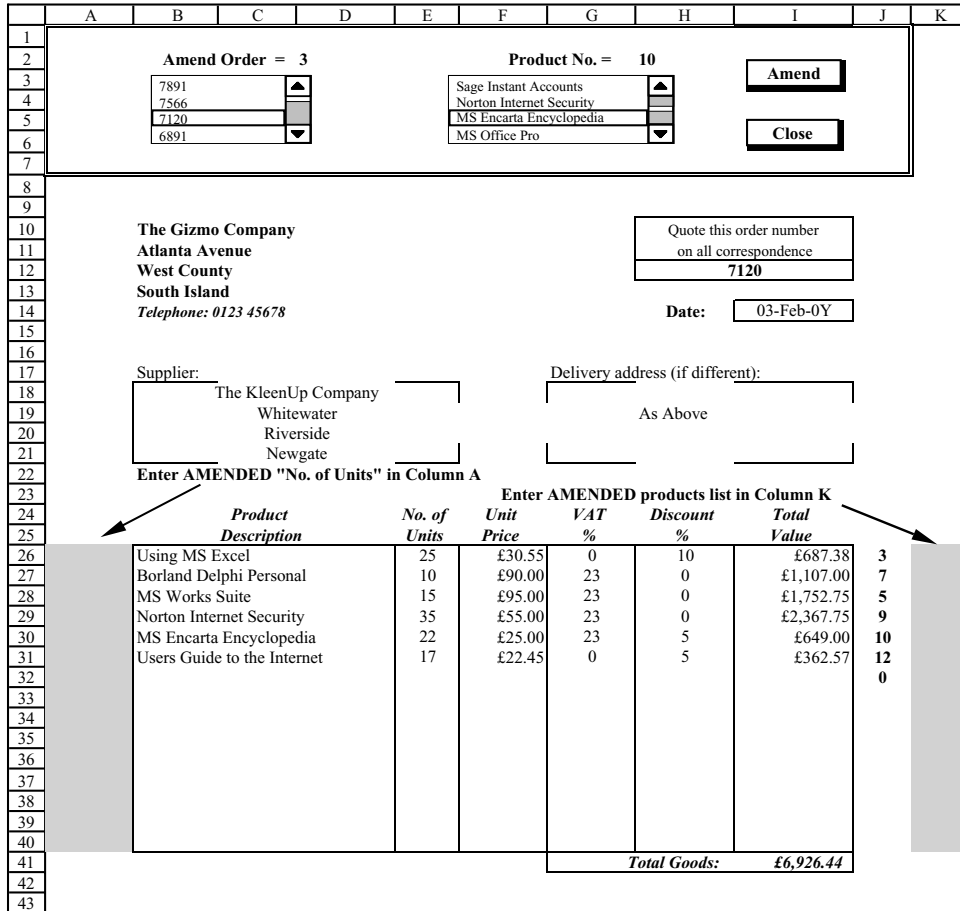 A B C D E F G H I J K
1
2 Amend Order = 3 Product No. = 10
3 7891 Sage Instant Accounts Amend
4 7566 Norton Internet Security
5 7120 MS Encarta Encyclopedia
6 6891 MS Office Pro Close
7
8
9
10 The Gizmo Company Quote this order number
11 Atlanta Avenue on all correspondence
12 West County 7120
13 South Island
14 Telephone: 0123 45678 Date: 03-Feb-0Y
15
16
17 Supplier: Delivery address (if different):
18 The KleenUp Company
19 Whitewater As Above
20 Riverside
21 Newgate
22 Enter AMENDED "No. of Units" in Column A
23 Enter AMENDED products list in Column K
24 Product No. of Unit VAT Discount Total
25 Description Units Price % % Value
26 Using MS Excel 25 £30.55 0 10 £687.38 3
27 Borland Delphi Personal 10 £90.00 23 0 £1,107.00 7
28 MS Works Suite 15 £95.00 23 0 £1,752.75 5
29 Norton Internet Security 35 £55.00 23 0 £2,367.75 9
30 MS Encarta Encyclopedia 22 £25.00 23 5 £649.00 10
31 Users Guide to the Internet 17 £22.45 0 5 £362.57 12
32 0
33
34
35
36
37
38
39
40
41 Total Goods: £6,926.44
42
43